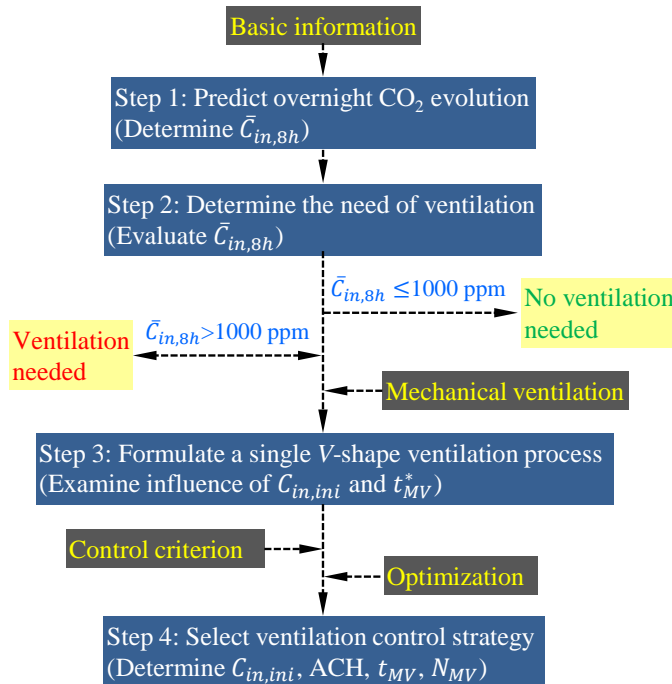 Basic information
Step 1: Predict overnight CO₂ evolution
(Determine C̄in,8h)
Step 2: Determine the need of ventilation
(Evaluate C̄in,8h)
C̄in,8h ≤1000 ppm
No ventilation
needed
C̄in,8h>1000 ppm
Ventilation
needed
Mechanical ventilation
Step 3: Formulate a single V-shape ventilation process
(Examine influence of Cin,ini and t*MV)
Control criterion
Optimization
Step 4: Select ventilation control strategy
(Determine Cin,ini, ACH, tMV, NMV)